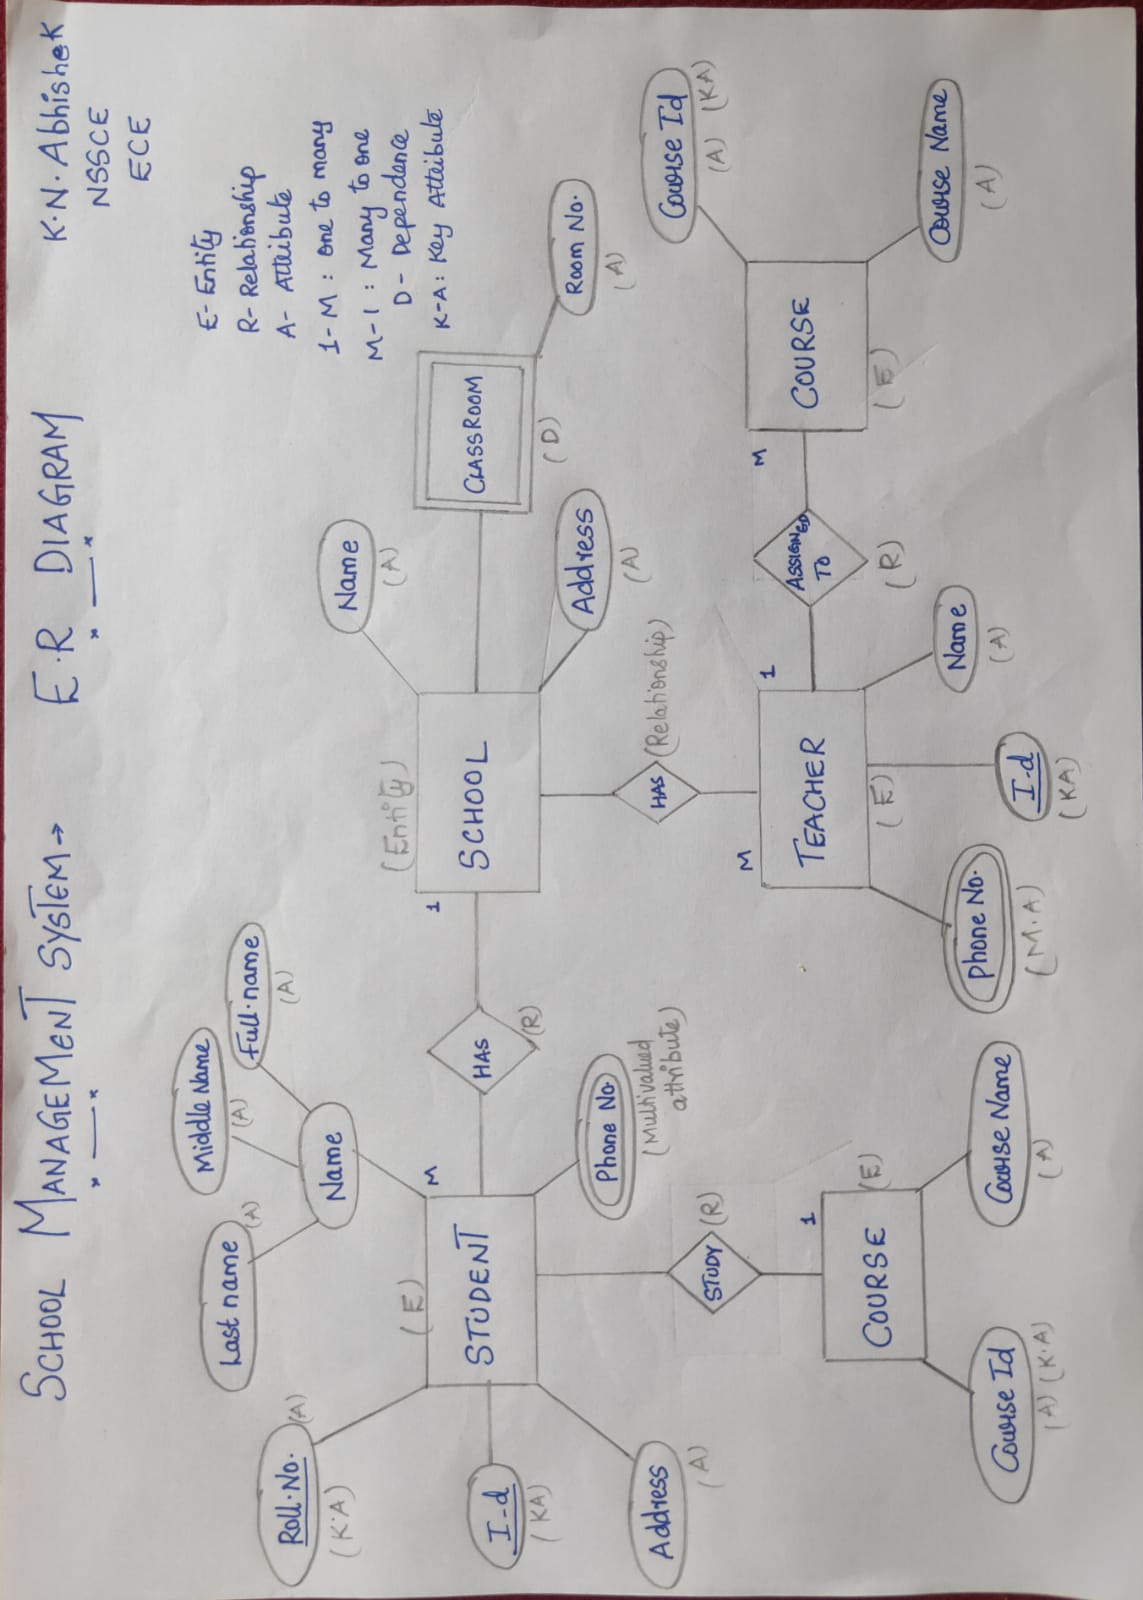 SCHOOL MANAGEMENT SYSTEM → E.R DIAGRAM
K.N.Abhishek
NSSCE
ECE
E- Entity
R- Relationship
A- Attribute
1-M : one to many
M-1 : Many to one
D- Dependance
K-A: Key Attribute
Last name
(A)
Middle Name
(A)
Full.name
(A)
Name
Roll.No.
(A)
(K.A)
I-d
(KA)
Address
(A)
(E)
STUDENT
M
Phone No.
(Multivalued
attribute)
HAS
(R)
1
(Entity)
SCHOOL
Name
(A)
Address
(A)
CLASSROOM
(D)
Room No.
(A)
STUDY
(R)
1
COURSE
(E)
Course Id
(A) (K.A)
Course Name
(A)
HAS
(Relationship)
M
1
TEACHER
(E)
Phone No.
(M.A)
I-d
(KA)
Name
(A)
ASSIGNED
TO
(R)
M
COURSE
(E)
Course Id
(A) (KA)
Course Name
(A)